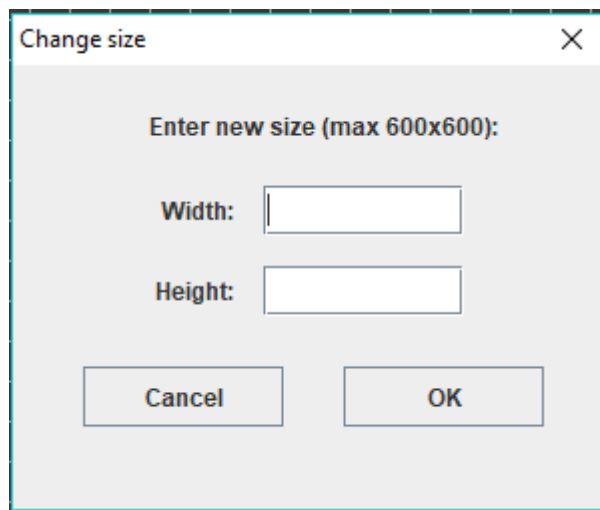 Change size
Enter new size (max 600x600):
Width:
Height:
Cancel OK